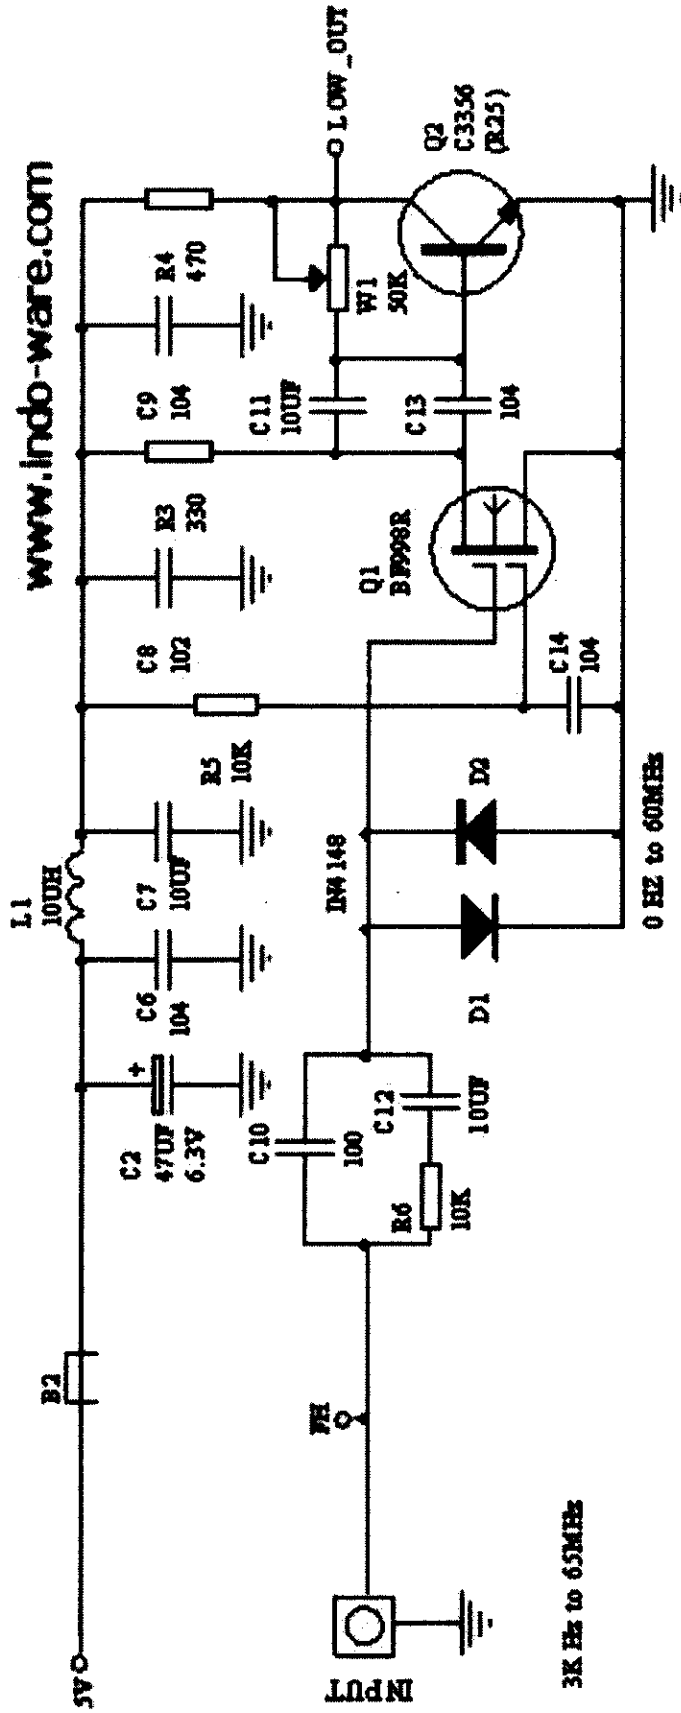 www.indo-ware.com
5V
B2
L1
10UH
C2
47UF
6.3V
+
C6
104
C7
10UF
R5
10K
C8
102
R3
330
C9
104
R4
470
INPUT
FH
C10
100
R6
10K
C12
10UF
IN4148
D1
D2
C14
104
Q1
BF998R
C11
10UF
C13
104
W1
50K
LOW_OUT
Q2
C3356
(R25)
3K Hz to 65MHz
0 HZ to 60MHz